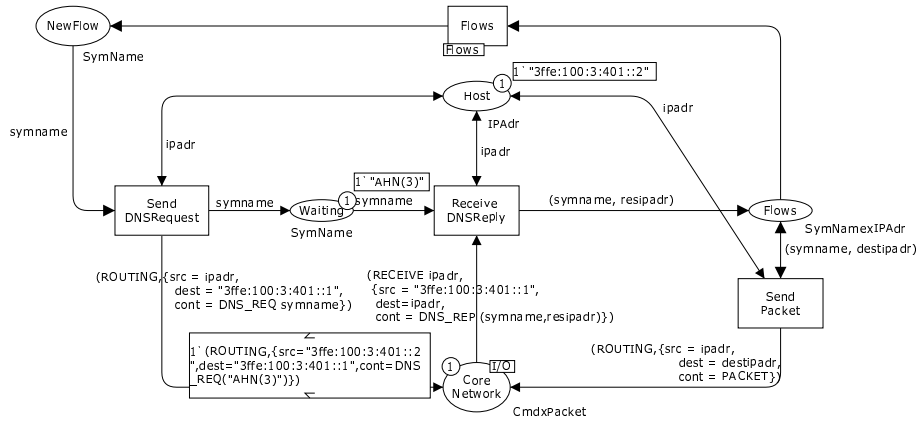 NewFlow
SymName
Flows
Flows
1`"3ffe:100:3:401::2"
1
Host
IPAdr
ipadr
symname
ipadr
ipadr
1`"AHN(3)"
Send
DNSRequest
symname
1
Waiting
SymName
symname
Receive
DNSReply
(symname, resipadr)
Flows
SymNamexIPAdr
(symname, destipadr)
(ROUTING,{src = ipadr,
dest = "3ffe:100:3:401::1",
cont = DNS_REQ symname})
(RECEIVE ipadr,
{src = "3ffe:100:3:401::1",
dest=ipadr,
cont = DNS_REP (symname,resipadr)})
Send
Packet
1`(ROUTING,{src="3ffe:100:3:401::2
",dest="3ffe:100:3:401::1",cont=DNS
_REQ("AHN(3)")})
1
I/O
Core
Network
CmdxPacket
(ROUTING,{src = ipadr,
dest = destipadr,
cont = PACKET})